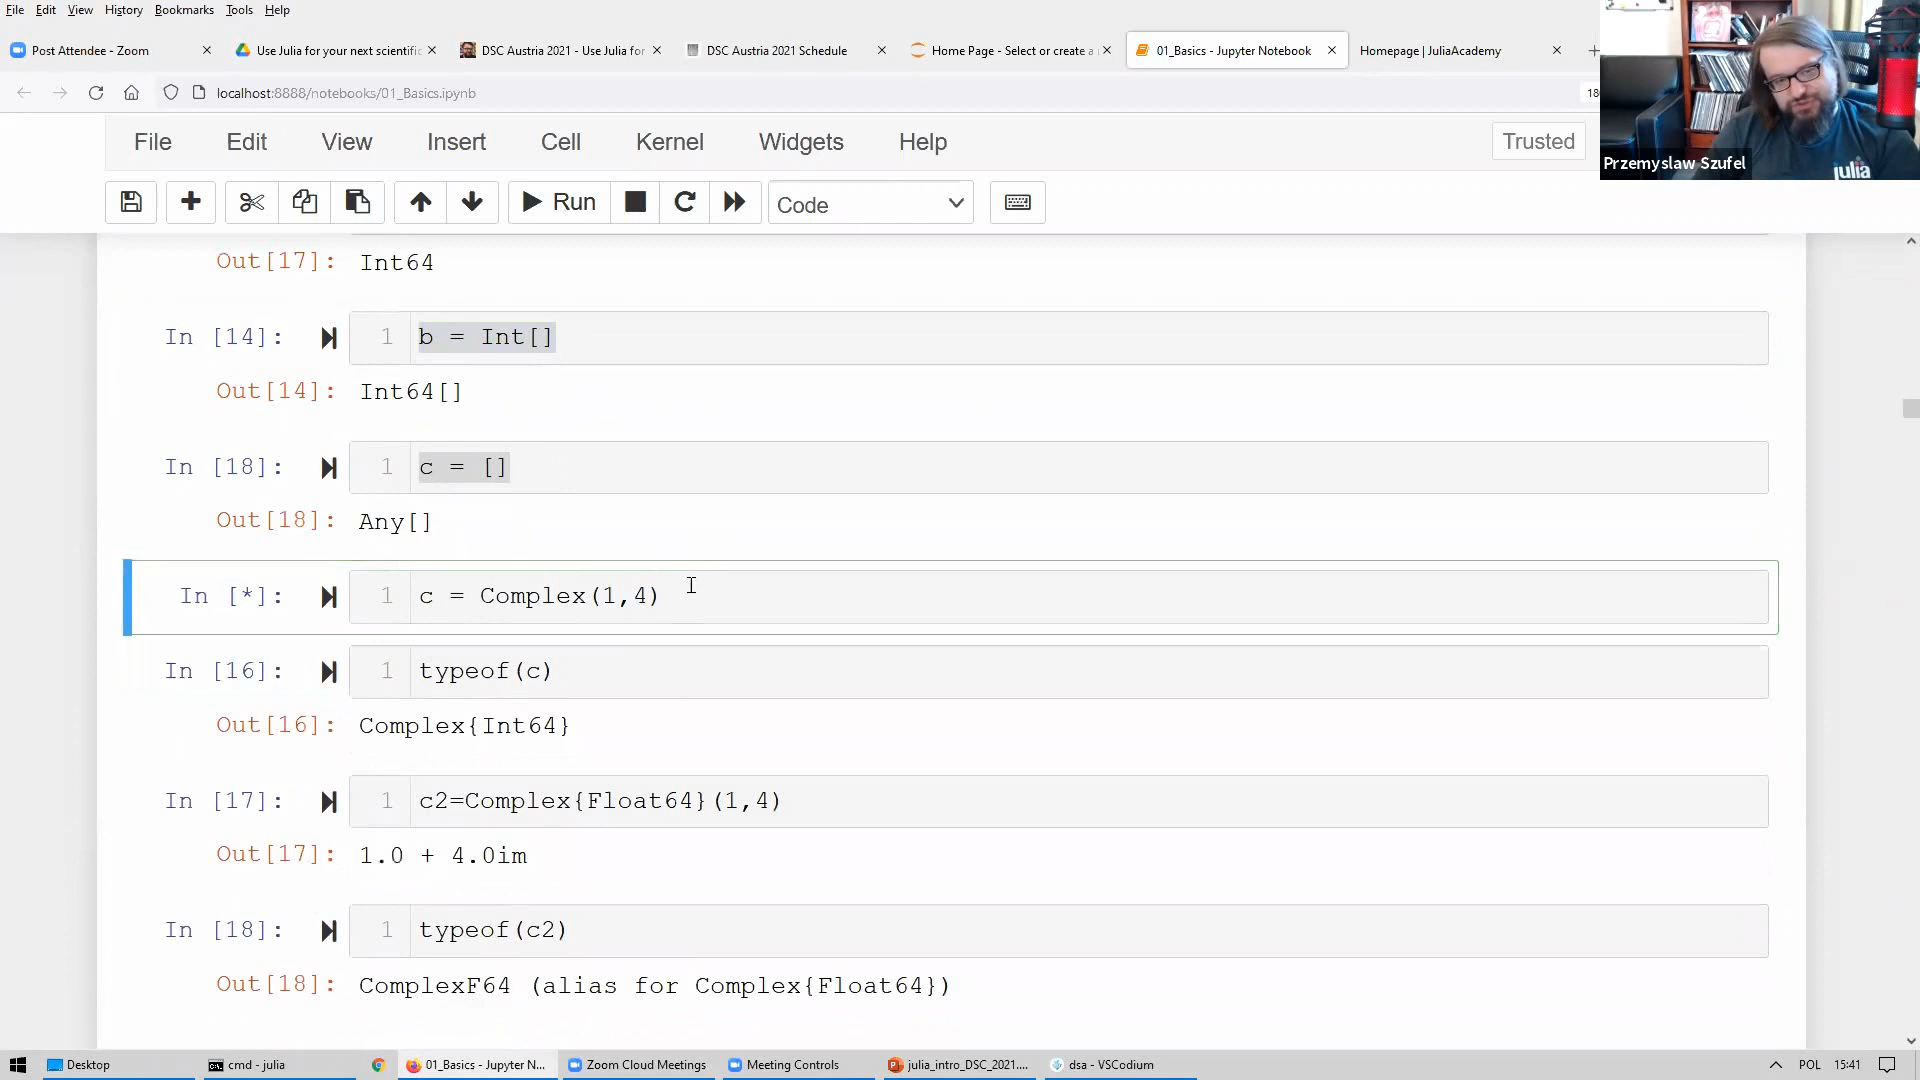 File Edit View History Bookmarks Tools Help
Post Attendee - Zoom
Use Julia for your next scientific
DSC Austria 2021 - Use Julia for
DSC Austria 2021 Schedule
Home Page - Select or create a
01_Basics - Jupyter Notebook
Homepage | JuliaAcademy
localhost:8888/notebooks/01_Basics.ipynb
File Edit View Insert Cell Kernel Widgets Help
Trusted
Przemyslaw Szufel
julia
Run
Code
Out[17]: Int64
In [14]: 1 b = Int[]
Out[14]: Int64[]
In [18]: 1 c = []
Out[18]: Any[]
In [*]: 1 c = Complex(1,4)
In [16]: 1 typeof(c)
Out[16]: Complex{Int64}
In [17]: 1 c2=Complex{Float64}(1,4)
Out[17]: 1.0 + 4.0im
In [18]: 1 typeof(c2)
Out[18]: ComplexF64 (alias for Complex{Float64})
Desktop
cmd - julia
01_Basics - Jupyter N...
Zoom Cloud Meetings
Meeting Controls
julia_intro_DSC_2021....
dsa - VSCodium
POL 15:41